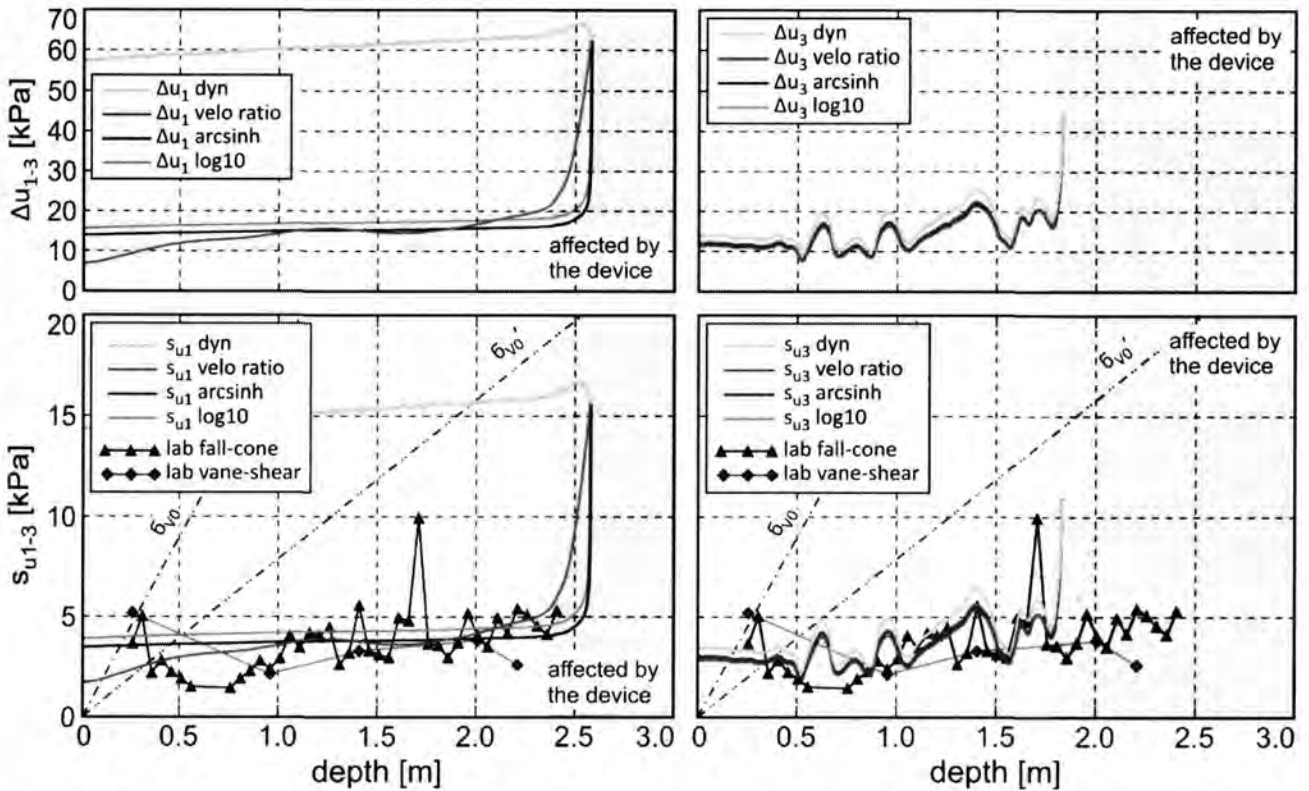 Δu₁₋₃ [kPa]
70
60
50
40
30
20
10
0
Δu₁ dyn
Δu₁ velo ratio
Δu₁ arcsinh
Δu₁ log10
affected by
the device
Δu₃ dyn
Δu₃ velo ratio
Δu₃ arcsinh
Δu₃ log10
affected by
the device
sᵤ₁₋₃ [kPa]
20
15
10
5
0
sᵤ₁ dyn
sᵤ₁ velo ratio
sᵤ₁ arcsinh
sᵤ₁ log10
lab fall-cone
lab vane-shear
σᵥ₀
σᵥ₀'
affected by
the device
0 0.5 1.0 1.5 2.0 2.5 3.0
depth [m]
sᵤ₃ dyn
sᵤ₃ velo ratio
sᵤ₃ arcsinh
sᵤ₃ log10
lab fall-cone
lab vane-shear
σᵥ₀
σᵥ₀'
affected by
the device
0 0.5 1.0 1.5 2.0 2.5 3.0
depth [m]